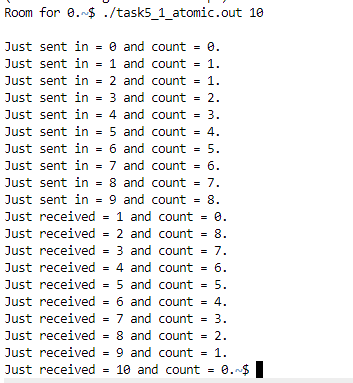 Room for 0.~$ ./task5_1_atomic.out 10
Just sent in = 0 and count = 0.
Just sent in = 1 and count = 1.
Just sent in = 2 and count = 1.
Just sent in = 3 and count = 2.
Just sent in = 4 and count = 3.
Just sent in = 5 and count = 4.
Just sent in = 6 and count = 5.
Just sent in = 7 and count = 6.
Just sent in = 8 and count = 7.
Just sent in = 9 and count = 8.
Just received = 1 and count = 0.
Just received = 2 and count = 8.
Just received = 3 and count = 7.
Just received = 4 and count = 6.
Just received = 5 and count = 5.
Just received = 6 and count = 4.
Just received = 7 and count = 3.
Just received = 8 and count = 2.
Just received = 9 and count = 1.
Just received = 10 and count = 0.~$